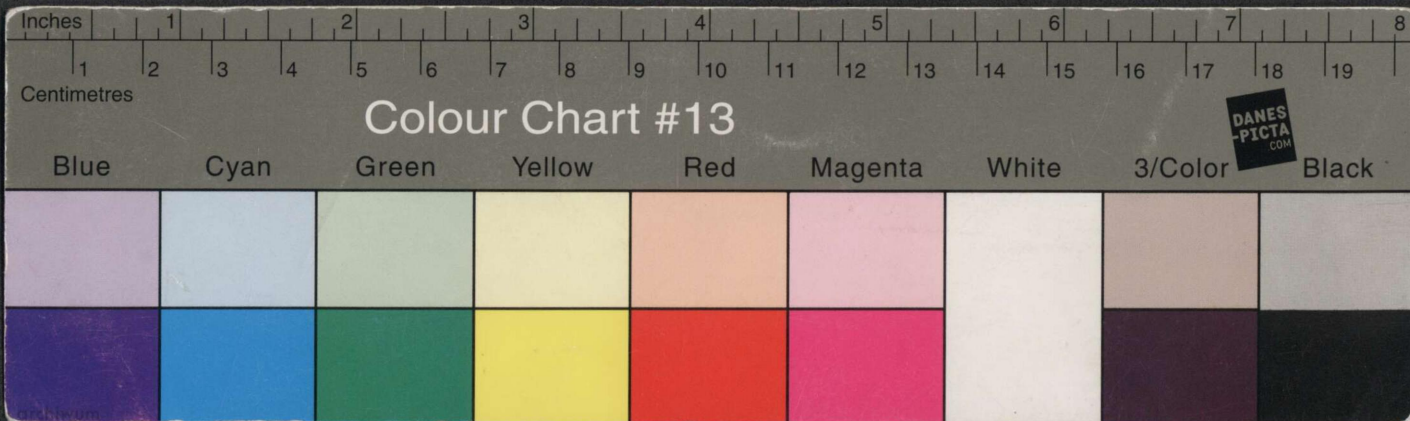 Inches 1 2 3 4 5 6 7 8
1 2 3 4 5 6 7 8 9 10 11 12 13 14 15 16 17 18 19
Centimetres
Colour Chart #13
DANES
-PICTA
.COM
Blue Cyan Green Yellow Red Magenta White 3/Color Black
archiwum